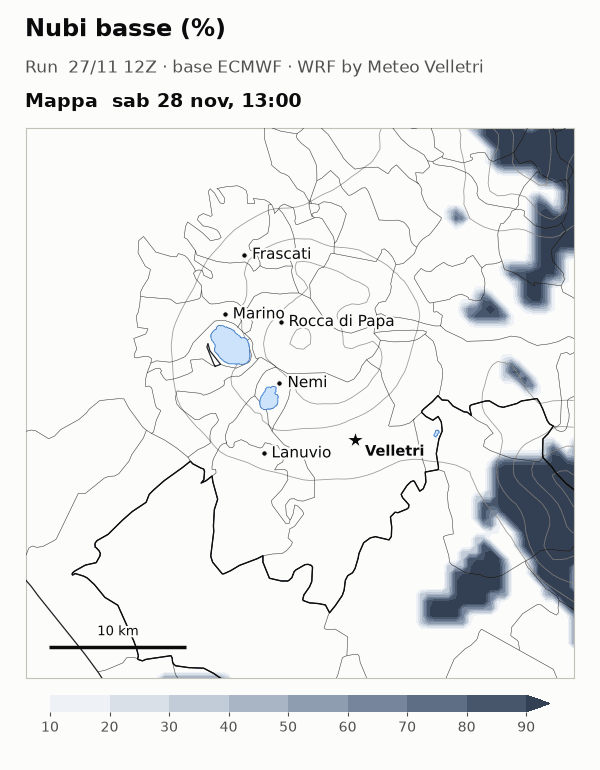 Nubi basse (%)
Run  27/11 12Z · base ECMWF · WRF by Meteo Velletri
Mappa  sab 28 nov, 13:00
Frascati
Marino
Rocca di Papa
Nemi
Velletri
Lanuvio
10 km
10 20 30 40 50 60 70 80 90